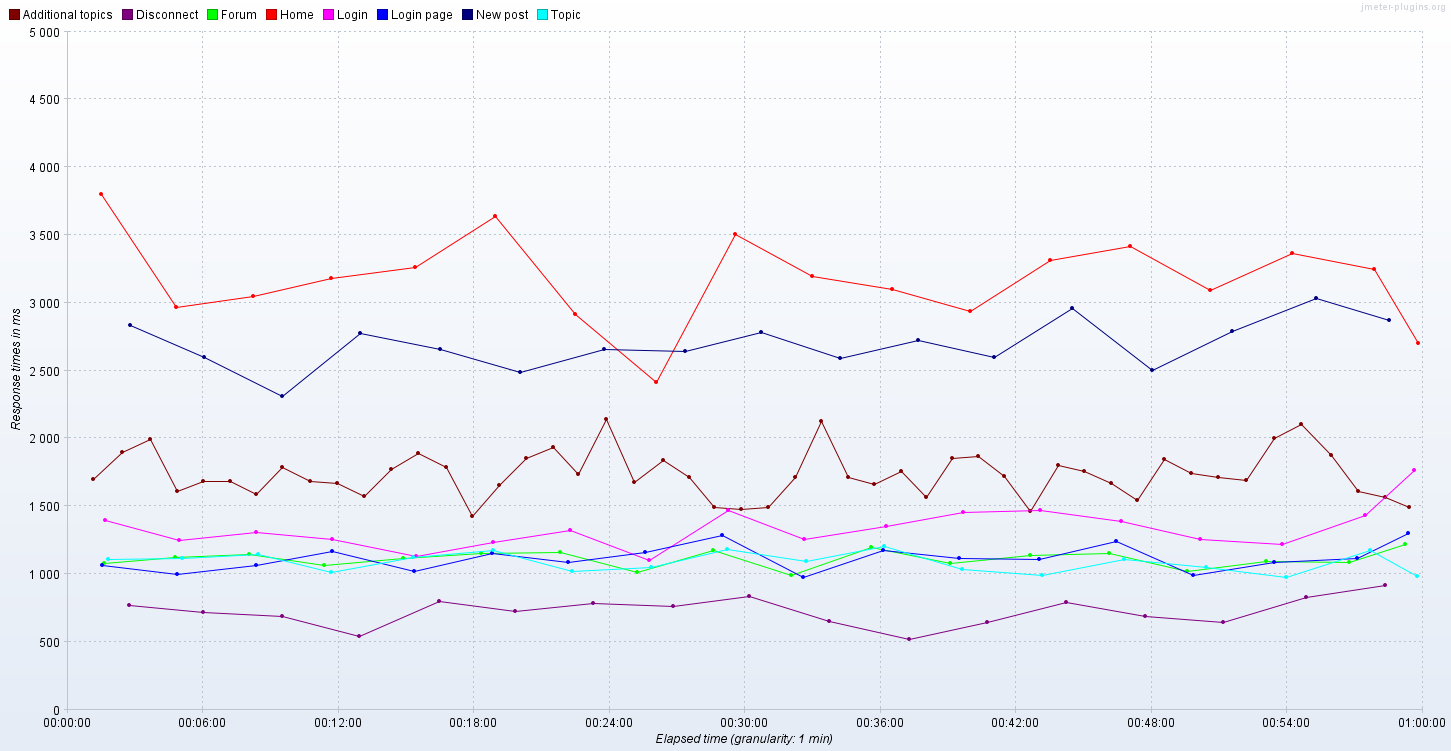 Additional topics Disconnect Forum Home Login Login page New post Topic
jmeter-plugins.org
5 000
4 500
4 000
3 500
3 000
2 500
2 000
1 500
1 000
500
0
Response times in ms
00:00:00 00:06:00 00:12:00 00:18:00 00:24:00 00:30:00 00:36:00 00:42:00 00:48:00 00:54:00 01:00:00
Elapsed time (granularity: 1 min)